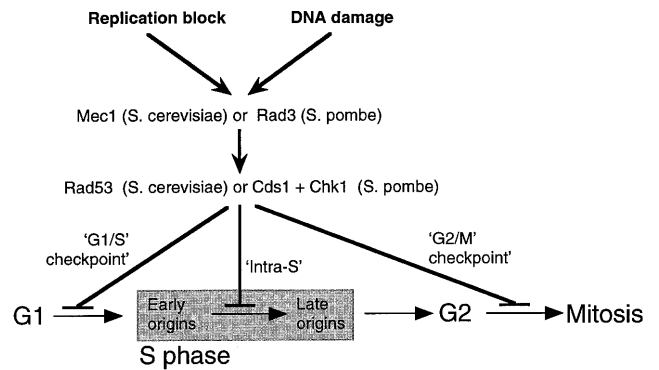 Replication block
DNA damage
Mec1 (S. cerevisiae) or Rad3 (S. pombe)
Rad53 (S. cerevisiae) or Cds1 + Chk1 (S. pombe)
‘G1/S’
checkpoint’
‘Intra-S’
‘G2/M’
checkpoint’
G1
Early
origins
Late
origins
G2
Mitosis
S phase